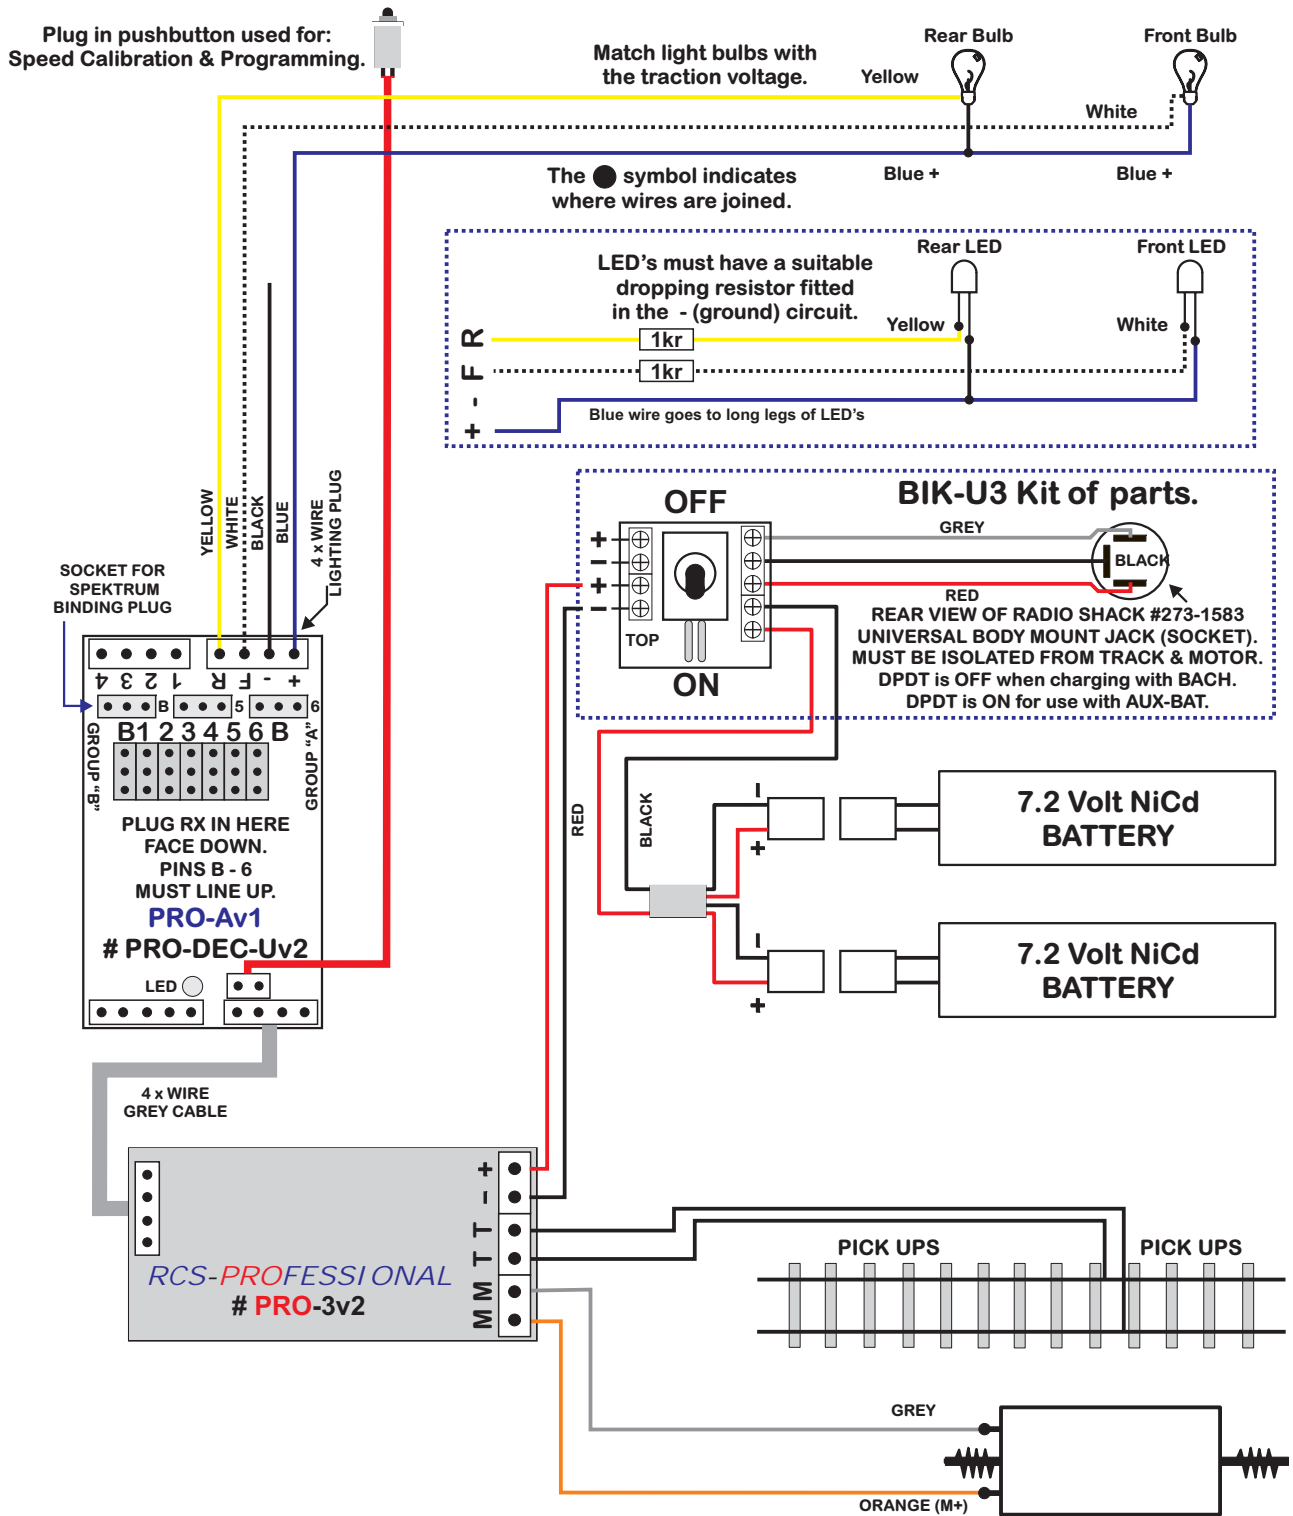 Plug in pushbutton used for:
Speed Calibration & Programming.
Match light bulbs with
the traction voltage.
Rear Bulb
Front Bulb
Yellow
White
Blue +
Blue +
The ● symbol indicates
where wires are joined.
LED's must have a suitable
dropping resistor fitted
in the - (ground) circuit.
Rear LED
Front LED
Yellow
White
R
1kr
F
1kr
-
+
Blue wire goes to long legs of LED's
YELLOW
WHITE
BLACK
BLUE
4 x WIRE
LIGHTING PLUG
SOCKET FOR
SPEKTRUM
BINDING PLUG
4 3 2 1 R F - +
B 5 6
B1 2 3 4 5 6 B
GROUP "B"
GROUP "A"
PLUG RX IN HERE
FACE DOWN.
PINS B - 6
MUST LINE UP.
PRO-Av1
# PRO-DEC-Uv2
LED
4 x WIRE
GREY CABLE
BIK-U3 Kit of parts.
OFF
+
-
+
-
TOP
ON
GREY
BLACK
RED
REAR VIEW OF RADIO SHACK #273-1583
UNIVERSAL BODY MOUNT JACK (SOCKET).
MUST BE ISOLATED FROM TRACK & MOTOR.
DPDT is OFF when charging with BACH.
DPDT is ON for use with AUX-BAT.
RED
BLACK
-
+
7.2 Volt NiCd
BATTERY
-
+
7.2 Volt NiCd
BATTERY
+
-
T
T
M
M
RCS-PROFESSIONAL
# PRO-3v2
PICK UPS
PICK UPS
GREY
ORANGE (M+)